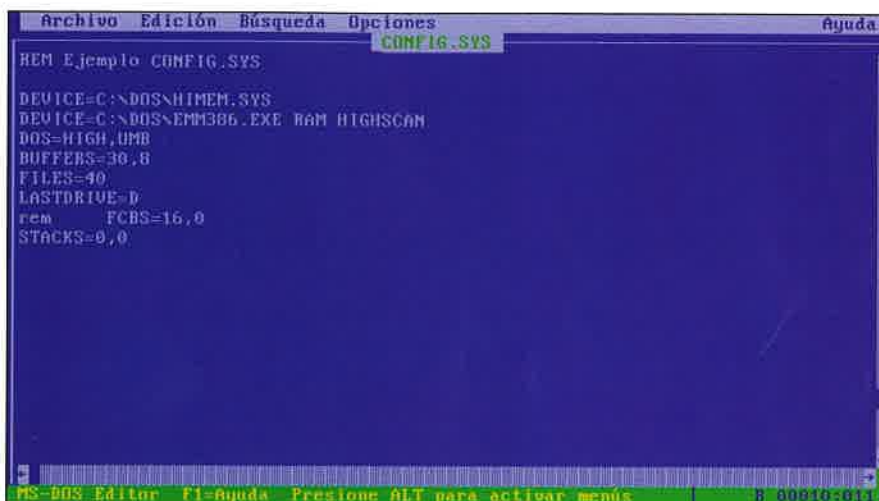 Archivo Edición Búsqueda Opciones Ayuda
CONFIG.SYS
REM Ejemplo CONFIG.SYS
DEVICE=C:\DOS\HIMEM.SYS
DEVICE=C:\DOS\EMM386.EXE RAM HIGHSCAN
DOS=HIGH,UMB
BUFFERS=30,8
FILES=40
LASTDRIVE=D
rem FCBS=16,0
STACKS=0,0
MS-DOS Editor F1=Ayuda Presione ALT para activar menús B 00010:011